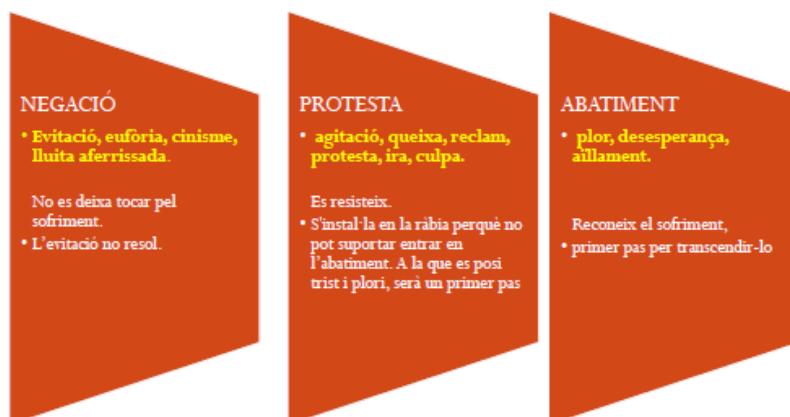 NEGACIÓ
• Evitació, eufòria, cinisme,
lluita aferrissada.
No es deixa tocar pel
sofriment.
• L'evitació no resol.
PROTESTA
• agitació, queixa, reclam,
protesta, ira, culpa.
Es resisteix.
• S'instal·la en la ràbia perquè no
pot suportar entrar en
l'abatiment. A la que es posi
trist i plori, serà un primer pas
ABATIMENT
• plor, desesperança,
aïllament.
Reconeix el sofriment,
• primer pas per transcendir-lo